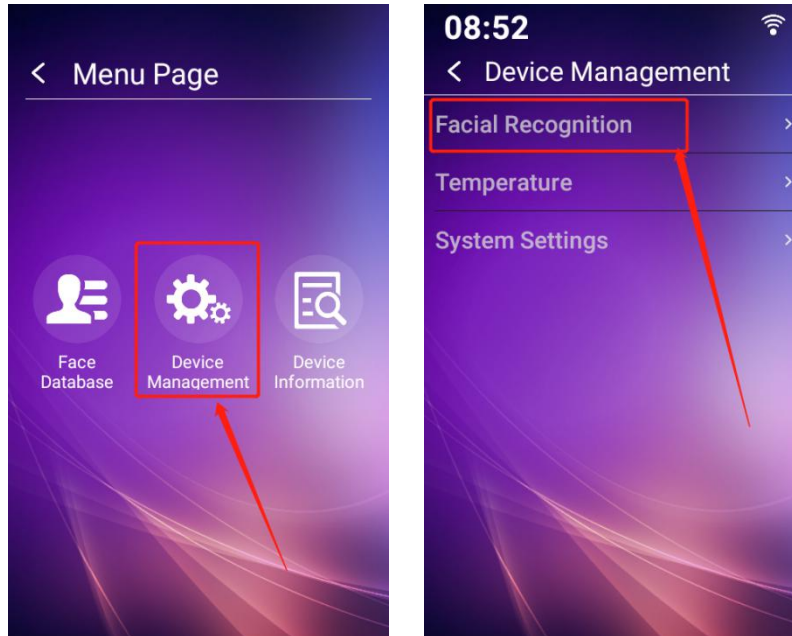 Menu Page
Face
Database
Device
Management
Device
Information
08:52
Device Management
Facial Recognition
Temperature
System Settings